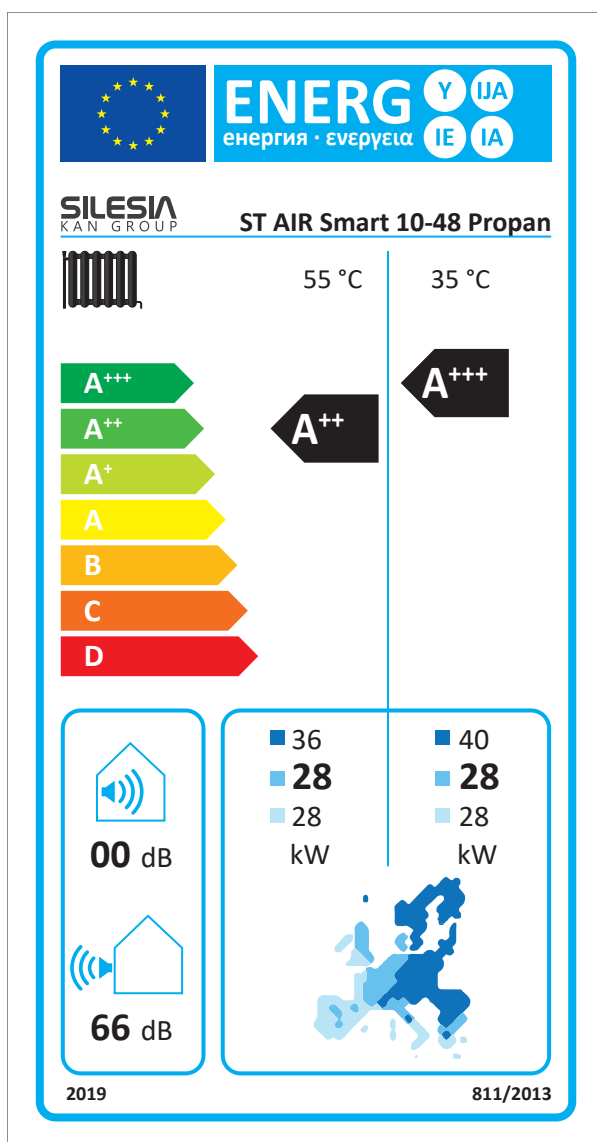 ENERG Y IJA
енергия · ενεργεια IE IA
SILESIA
KAN GROUP
ST AIR Smart 10-48 Propan
55 °C 35 °C
A+++
A++
A+
A
B
C
D
A++
A+++
00 dB
66 dB
36 40
28 28
28 28
kW kW
2019 811/2013